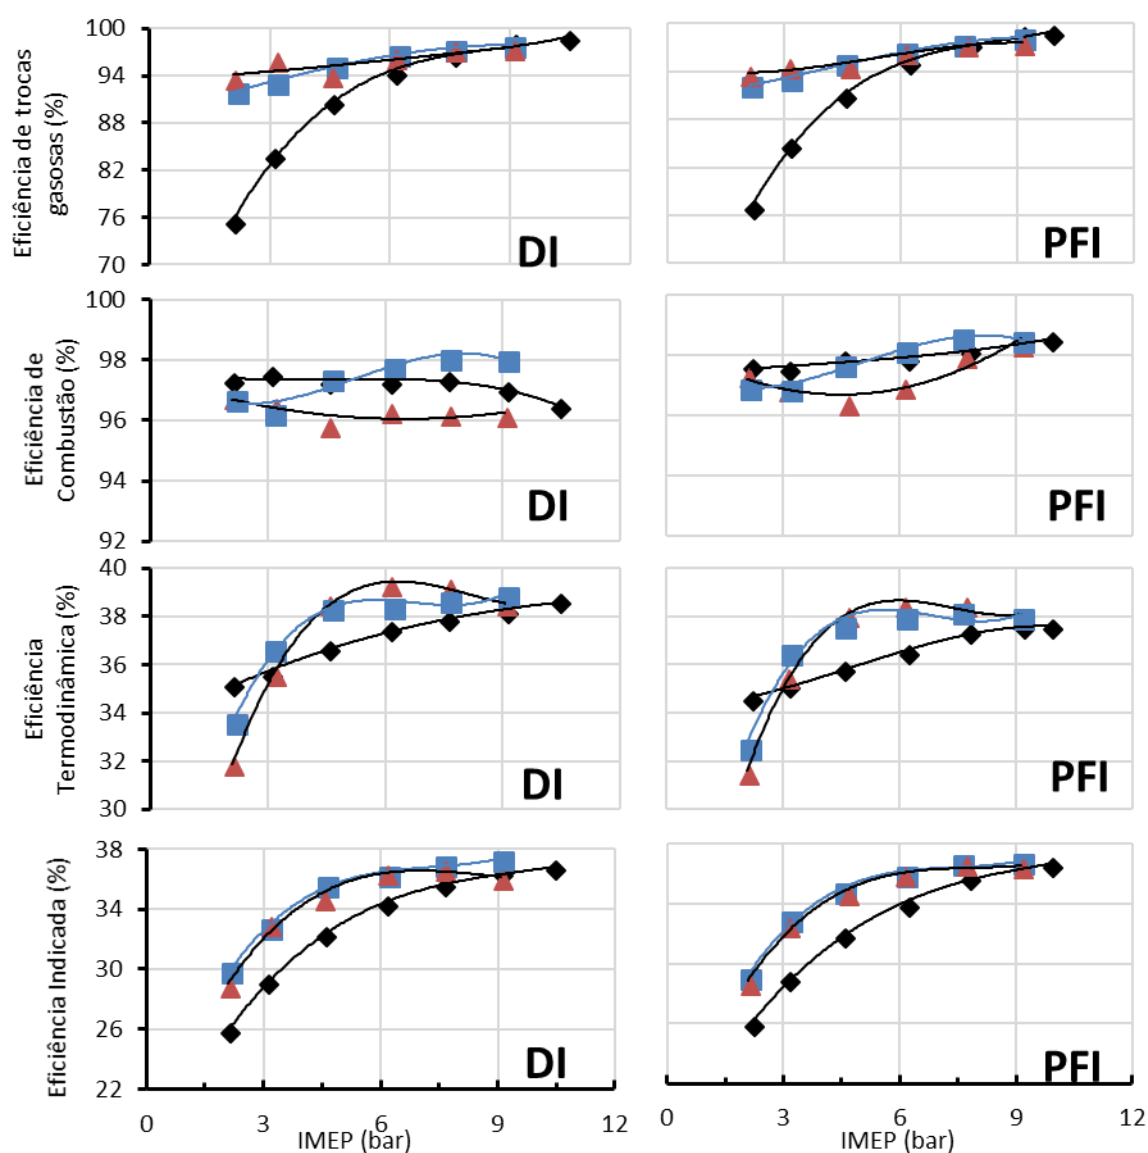 Eficiência de trocas
gasosas (%)
100
94
88
82
76
70
DI
PFI
Eficiência de
Combustão (%)
100
98
96
94
92
DI
PFI
Eficiência
Termodinâmica (%)
40
38
36
34
32
30
DI
PFI
Eficiência Indicada (%)
38
34
30
26
22
DI
PFI
0 3 6 9 12
0 3 6 9 12
IMEP (bar)
IMEP (bar)